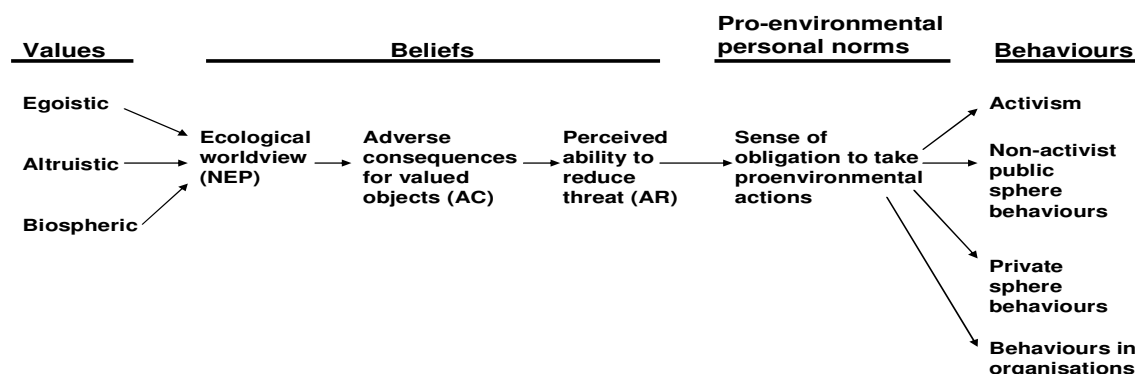 Values
Beliefs
Pro-environmental
personal norms
Behaviours
Egoistic
Altruistic
Biospheric
Ecological
worldview
(NEP)
Adverse
consequences
for valued
objects (AC)
Perceived
ability to
reduce
threat (AR)
Sense of
obligation to take
proenvironmental
actions
Activism
Non-activist
public
sphere
behaviours
Private
sphere
behaviours
Behaviours in
organisations